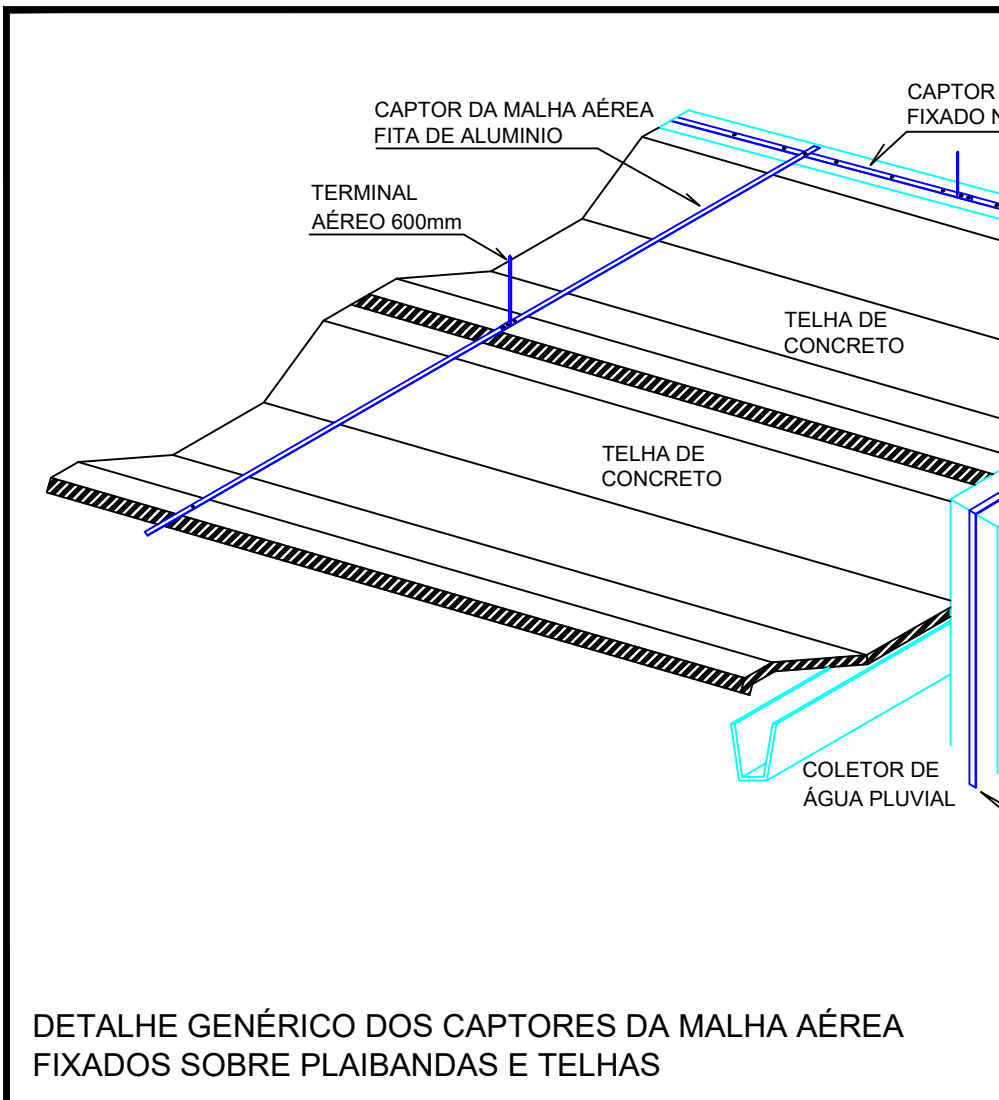 CAPTOR DA MALHA AÉREA
FITA DE ALUMINIO
CAPTOR
FIXADO
TERMINAL
AÉREO 600mm
TELHA DE
CONCRETO
TELHA DE
CONCRETO
COLETOR DE
ÁGUA PLUVIAL
DETALHE GENÉRICO DOS CAPTORES DA MALHA AÉREA
FIXADOS SOBRE PLAIBANDAS E TELHAS